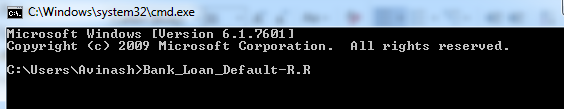 C:\Windows\system32\cmd.exe
Microsoft Windows [Version 6.1.7601]
Copyright (c) 2009 Microsoft Corporation.  All rights reserved.
C:\Users\Avinash>Bank_Loan_Default-R.R